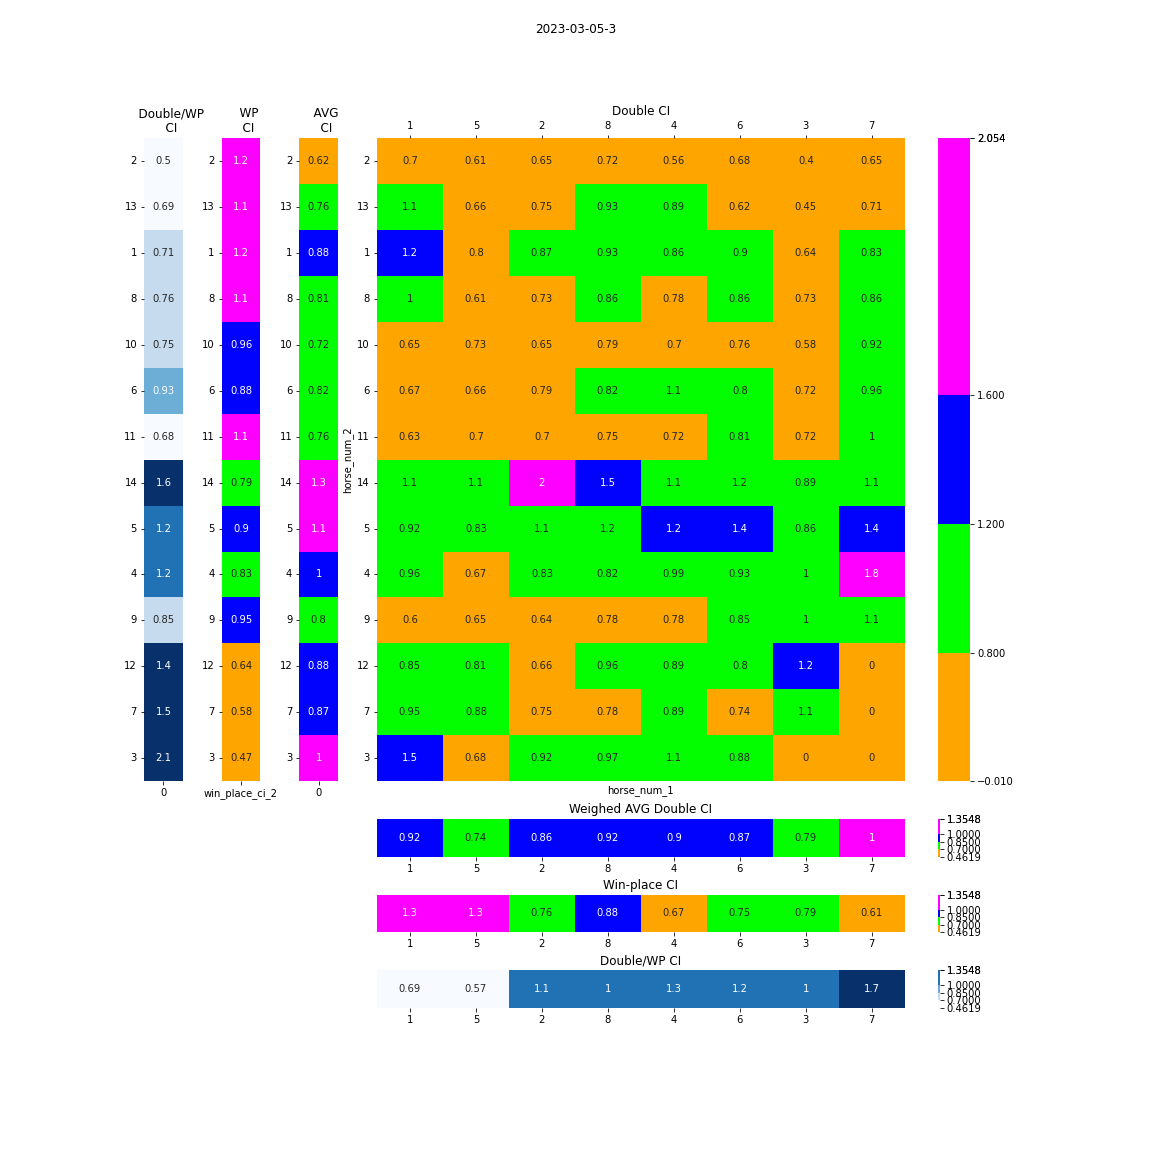 2023-03-05-3
Double/WP CI
WP CI
AVG CI
Double CI
1 5 2 8 4 6 3 7
2 0.5 2 1.2 2 0.62 2 0.7 0.61 0.65 0.72 0.56 0.68 0.4 0.65
13 0.69 13 1.1 13 0.76 13 1.1 0.66 0.75 0.93 0.89 0.62 0.45 0.71
1 0.71 1 1.2 1 0.88 1 1.2 0.8 0.87 0.93 0.86 0.9 0.64 0.83
8 0.76 8 1.1 8 0.81 8 1 0.61 0.73 0.86 0.78 0.86 0.73 0.86
10 0.75 10 0.96 10 0.72 10 0.65 0.73 0.65 0.79 0.7 0.76 0.58 0.92
6 0.93 6 0.88 6 0.82 6 0.67 0.66 0.79 0.82 1.1 0.8 0.72 0.96
11 0.68 11 1.1 11 0.76 11 0.63 0.7 0.7 0.75 0.72 0.81 0.72 1
14 1.6 14 0.79 14 1.3 14 1.1 1.1 2 1.5 1.1 1.2 0.89 1.1
5 1.2 5 0.9 5 1.1 5 0.92 0.83 1.1 1.2 1.2 1.4 0.86 1.4
4 1.2 4 0.83 4 1 4 0.96 0.67 0.83 0.82 0.99 0.93 1 1.8
9 0.85 9 0.95 9 0.8 9 0.6 0.65 0.64 0.78 0.78 0.85 1 1.1
12 1.4 12 0.64 12 0.88 12 0.85 0.81 0.66 0.96 0.89 0.8 1.2 0
7 1.5 7 0.58 7 0.87 7 0.95 0.88 0.75 0.78 0.89 0.74 1.1 0
3 2.1 3 0.47 3 1 3 1.5 0.68 0.92 0.97 1.1 0.88 0 0
0 win_place_ci_2 0
horse_num_2
horse_num_1
2.054
1.600
1.200
0.800
−0.010
Weighed AVG Double CI
0.92 0.74 0.86 0.92 0.9 0.87 0.79 1
1 5 2 8 4 6 3 7
1.3548
1.0000
0.8500
0.7000
0.4619
Win-place CI
1.3 1.3 0.76 0.88 0.67 0.75 0.79 0.61
1 5 2 8 4 6 3 7
1.3548
1.0000
0.8500
0.7000
0.4619
Double/WP CI
0.69 0.57 1.1 1 1.3 1.2 1 1.7
1 5 2 8 4 6 3 7
1.3548
1.0000
0.8500
0.7000
0.4619